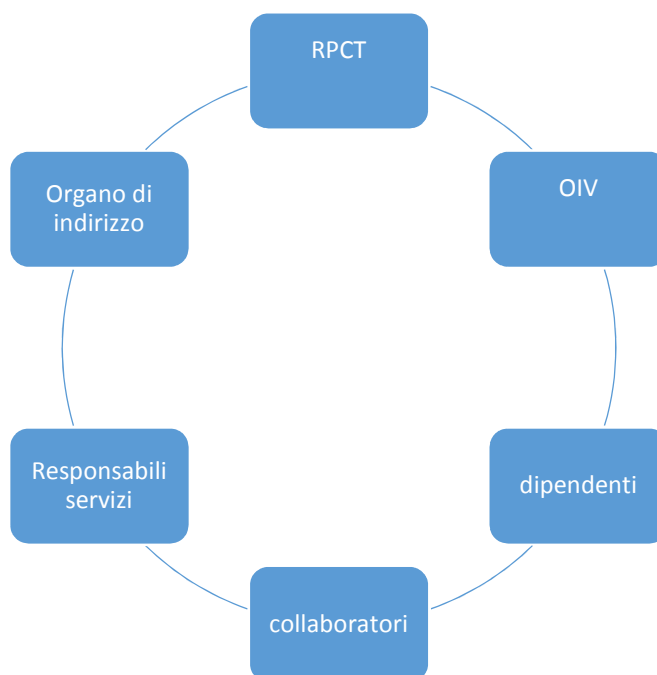 RPCT
OIV
dipendenti
collaboratori
Responsabili
servizi
Organo di
indirizzo